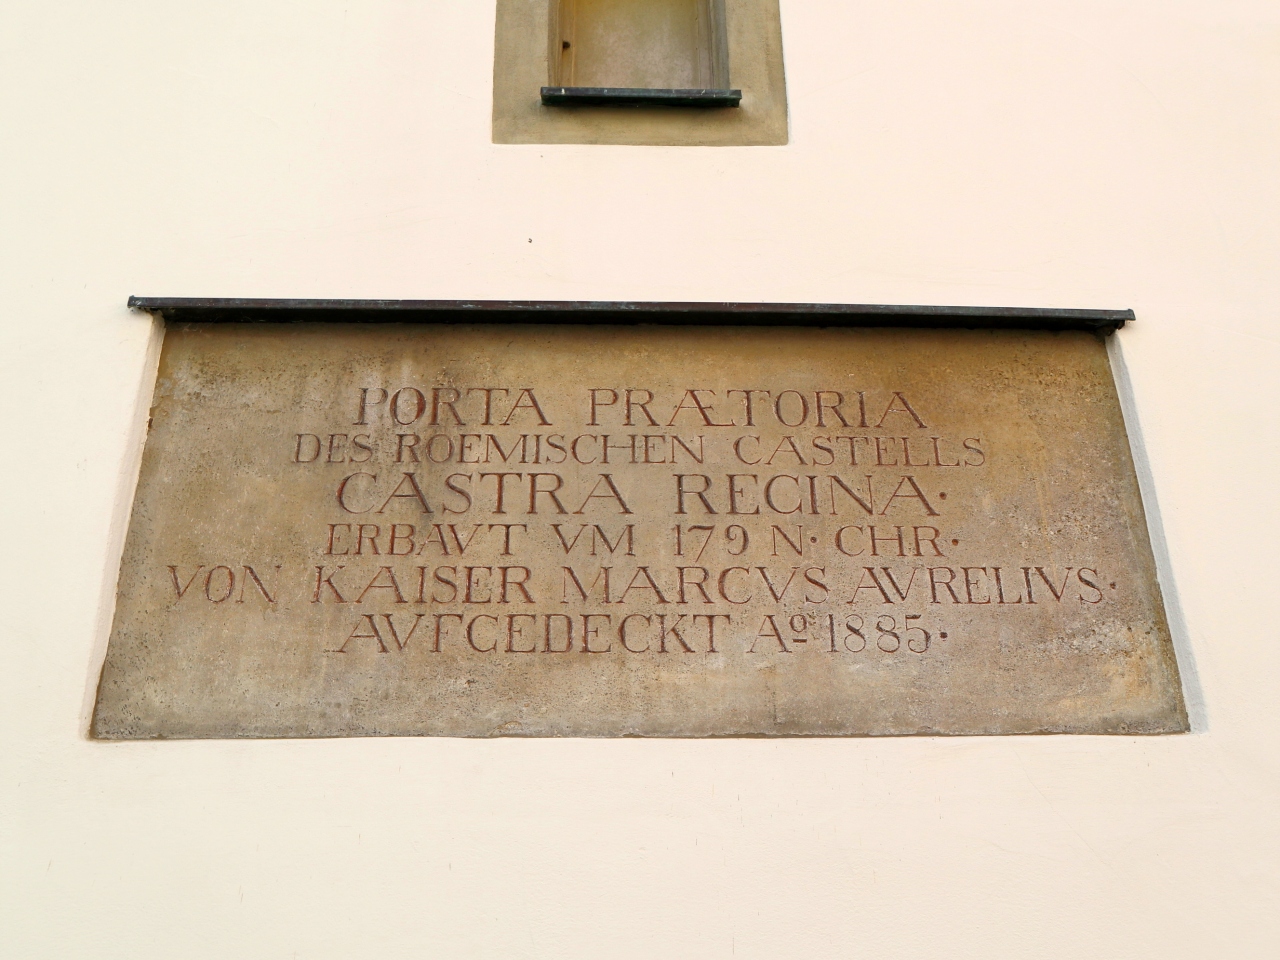 PORTA PRÆTORIA
DES ROEMISCHEN CASTELLS
CASTRA REGINA·
ERBAVT VM 179 N· CHR·
VON KAISER MARCVS AVRELIVS·
AVFGEDECKT Aº· 1885·